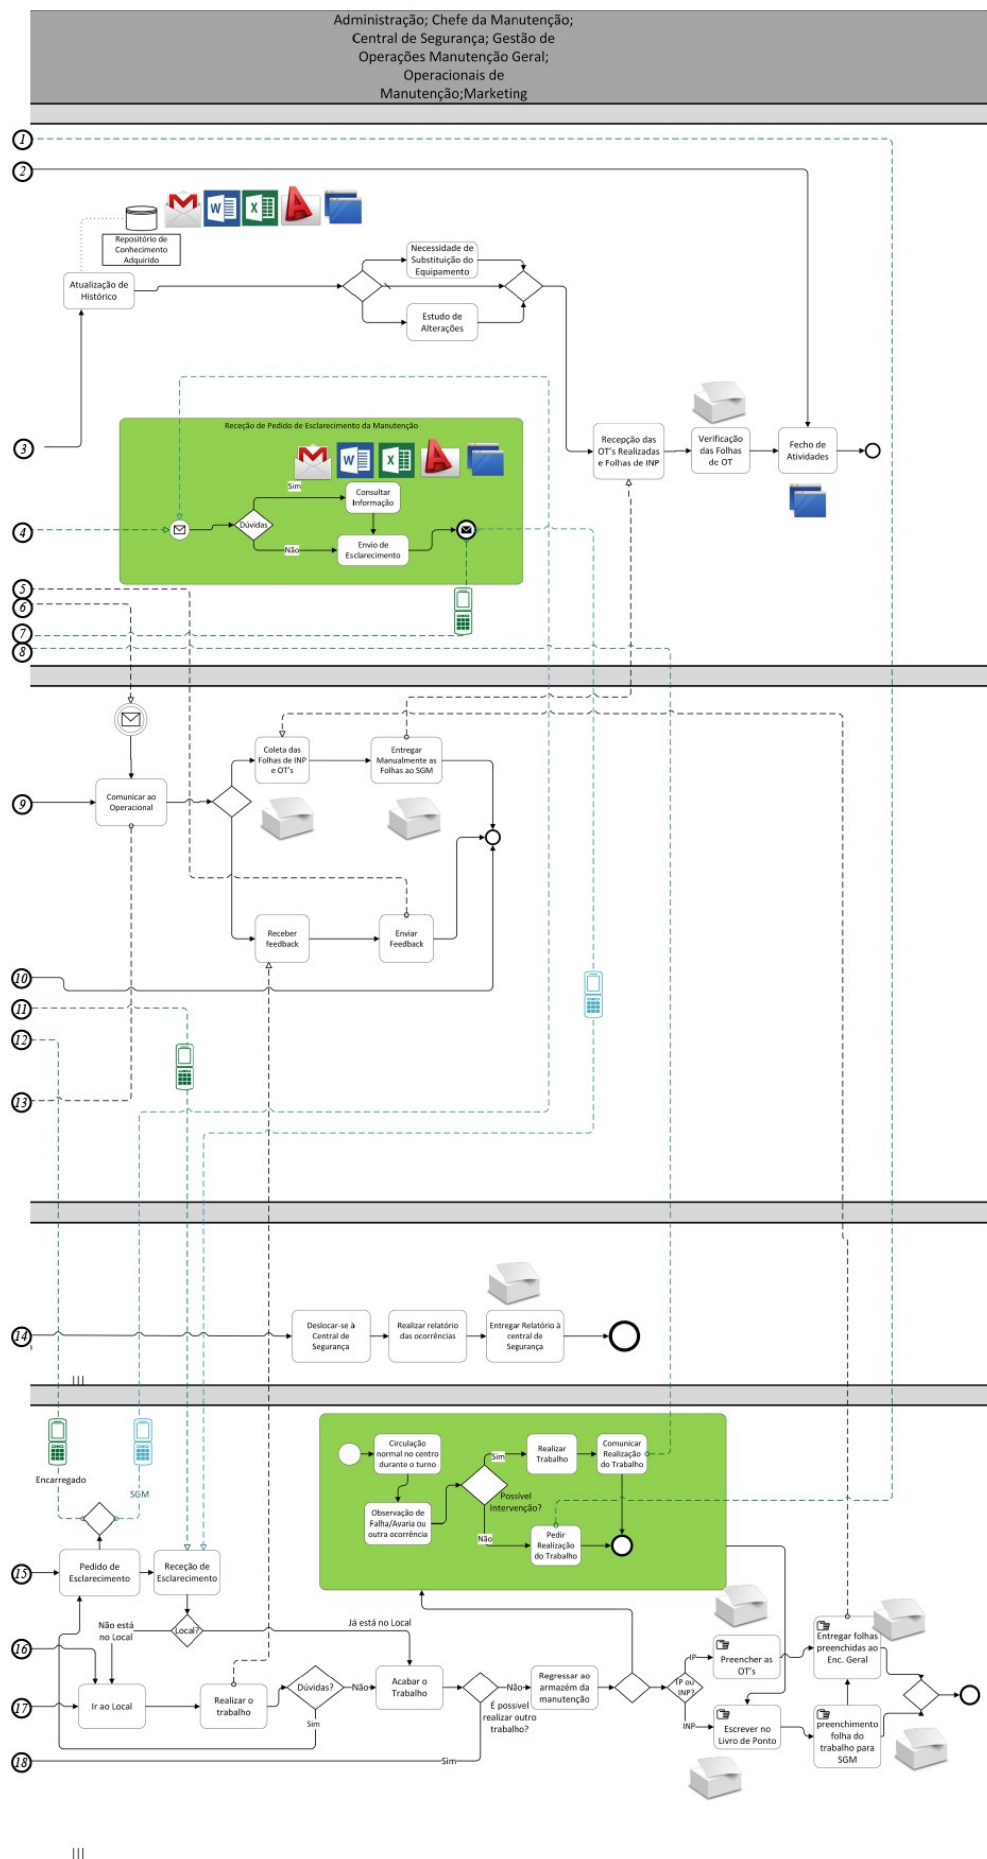 Administração; Chefe da Manutenção;
Central de Segurança; Gestão de
Operações Manutenção Geral;
Operacionais de
Manutenção;Marketing
1
2
Repositório de
Conhecimento
Adquirido
Necessidade de
Substituição do
Equipamento
Atualização de
Histórico
Estudo de
Alterações
3
Receção de Pedido de Esclarecimento da Manutenção
Recepção das
OT's Realizadas
e Folhas de INP
Verificação
das Folhas
de OT
Fecho de
Atividades
Sim
Consultar
Informação
4
Dúvidas
Não
Envio de
Esclarecimento
5
6
7
8
Coleta das
Folhas de INP
e OT's
Entregar
Manualmente as
Folhas ao SGM
9
Comunicar ao
Operacional
Receber
feedback
Enviar
Feedback
10
11
12
13
14
Deslocar-se à
Central de
Segurança
Realizar relatório
das ocorrências
Entregar Relatório à
central de
Segurança
Encarregado
SGM
Circulação
normal no centro
durante o turno
Realizar
Trabalho
Comunicar
Realização
do Trabalho
Sim
Possível
Intervenção?
Observação de
Falha/Avaria ou
outra ocorrência
Não
Pedir
Realização
do Trabalho
15
Pedido de
Esclarecimento
Receção de
Esclarecimento
Não está
no Local
Local?
Já está no Local
16
17
Ir ao Local
Realizar o
trabalho
Dúvidas?
Não
Sim
Acabar o
Trabalho
Não
É possível
realizar outro
trabalho?
Regressar ao
armazém da
manutenção
IP ou
INP?
IP
INP
Preencher as
OT's
Entregar folhas
preenchidas ao
Enc. Geral
Escrever no
Livro de Ponto
preenchimento
folha do
trabalho para
SGM
18
Sim